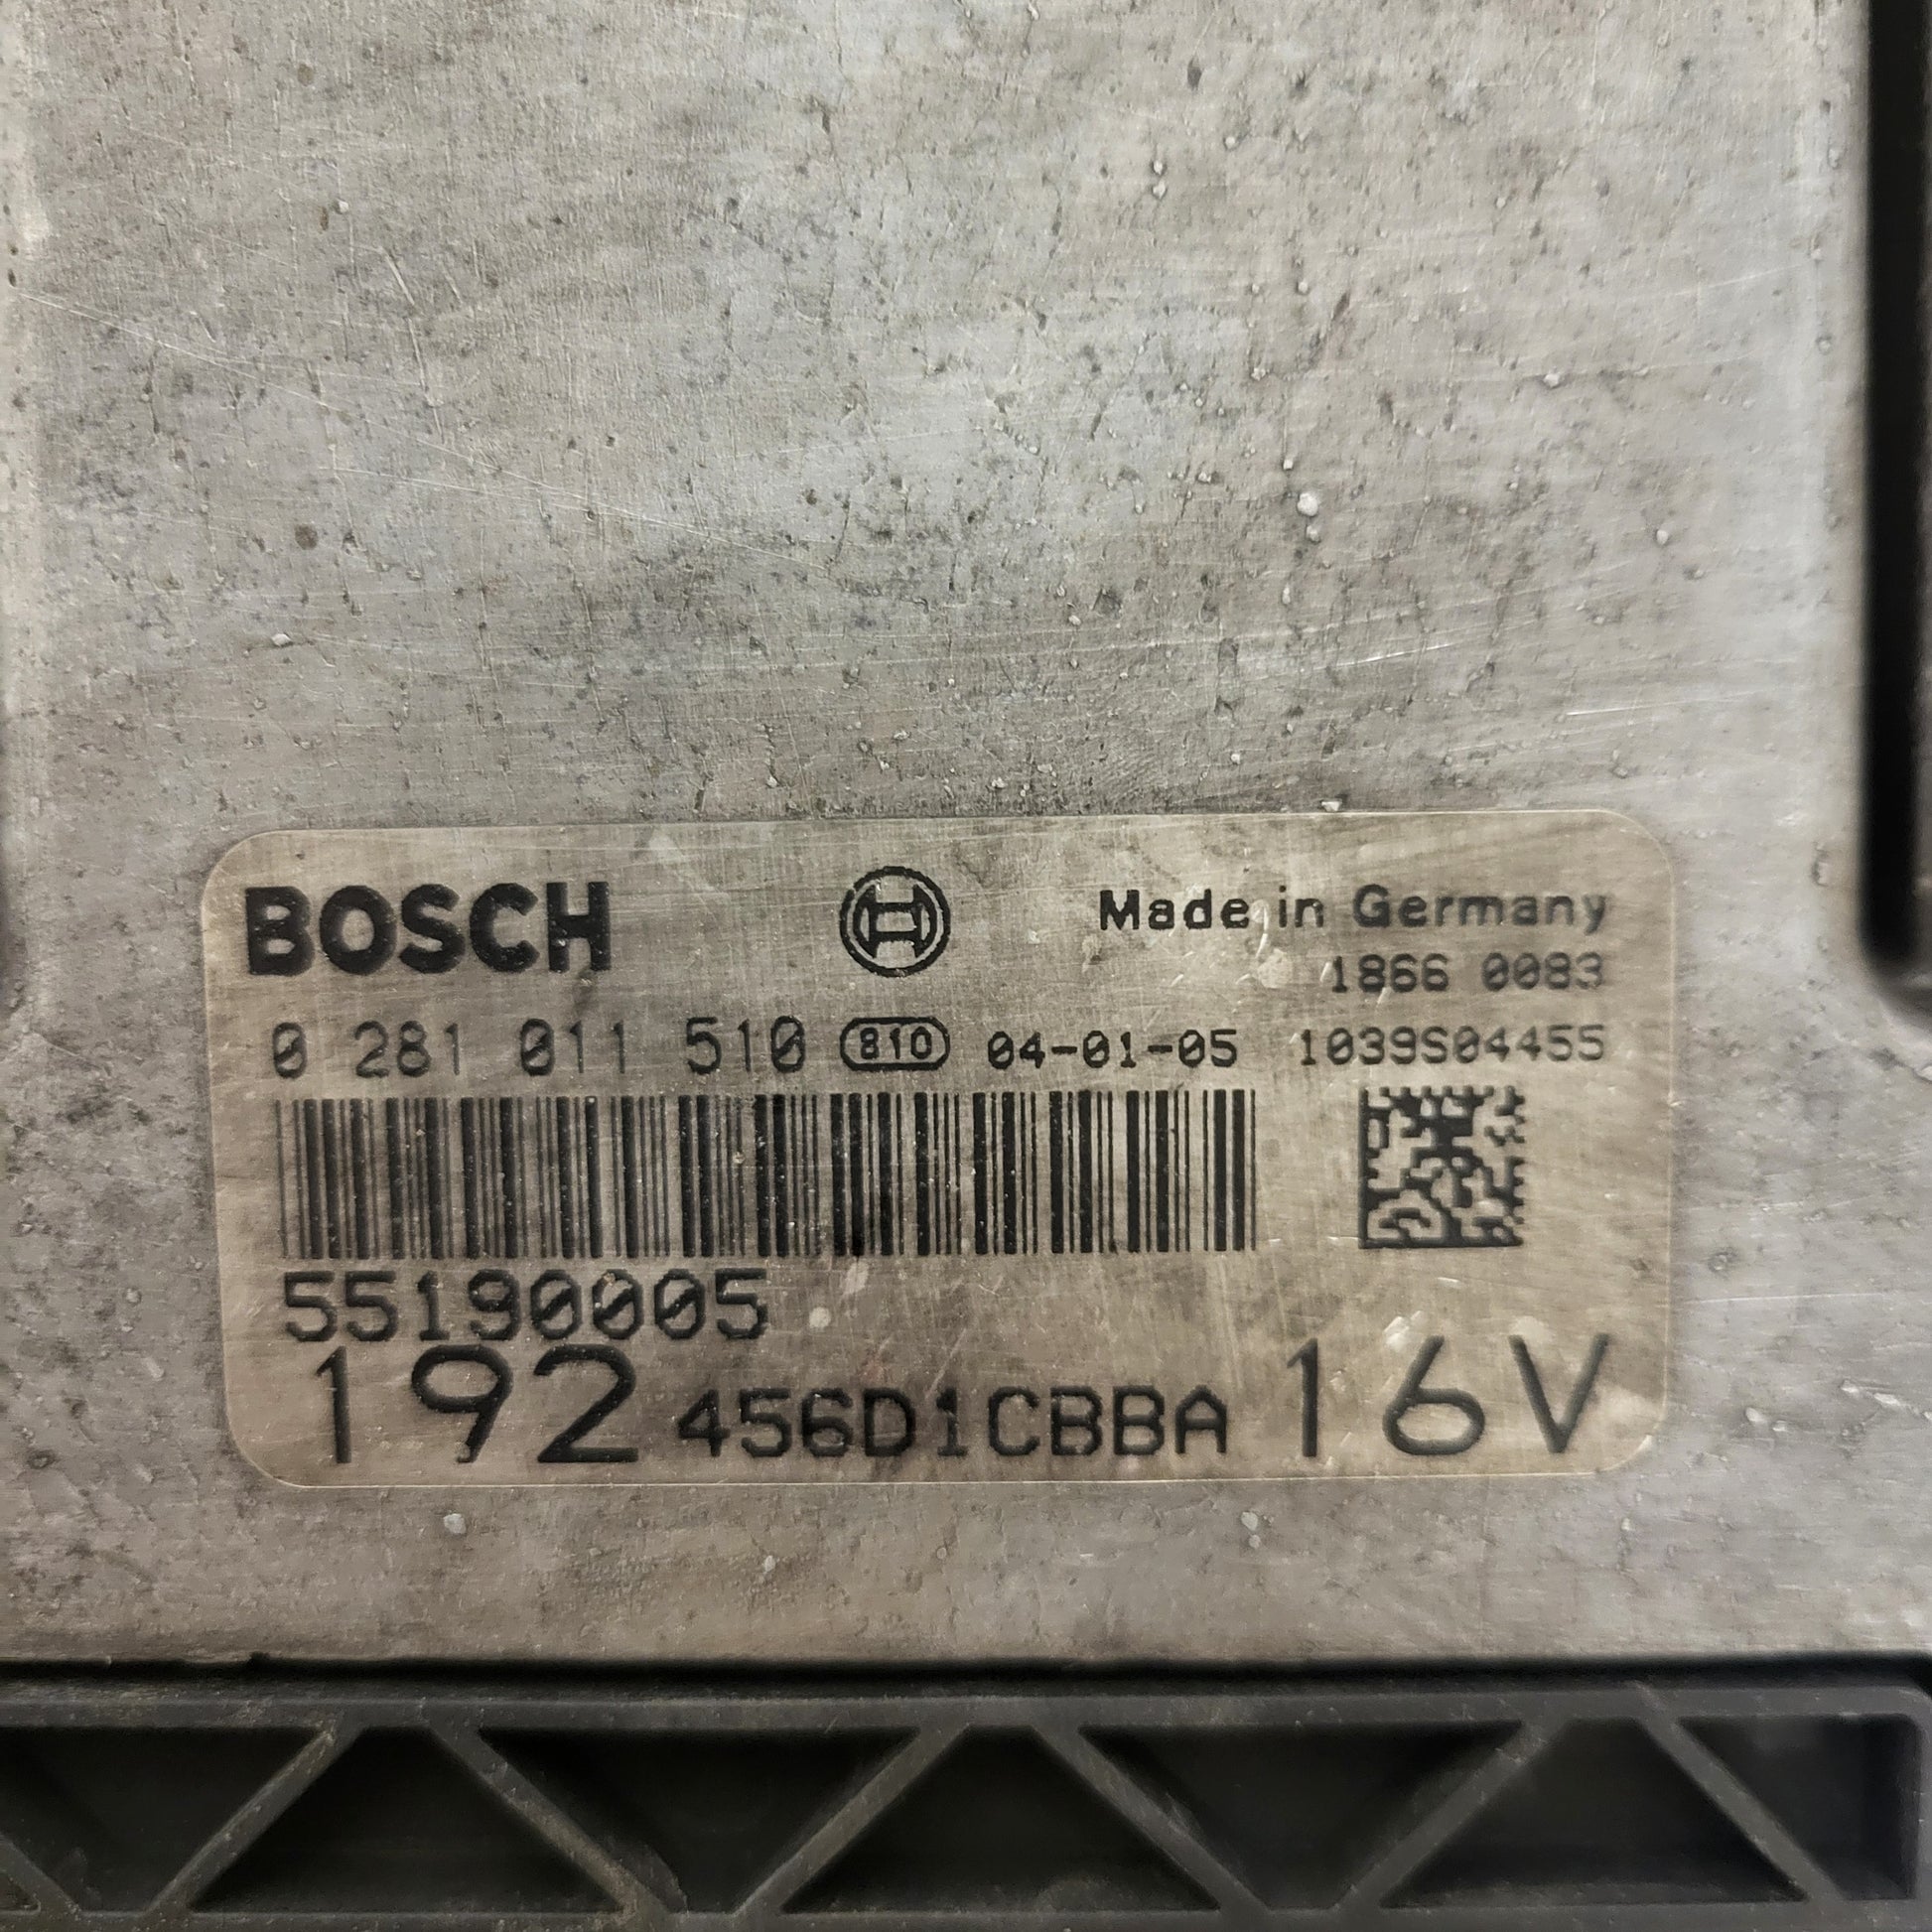 BOSCH Made in Germany
1866 0083
0 281 011 510 810 04-01-05 1039S04455
55190005
192 456D1CBBA 16V